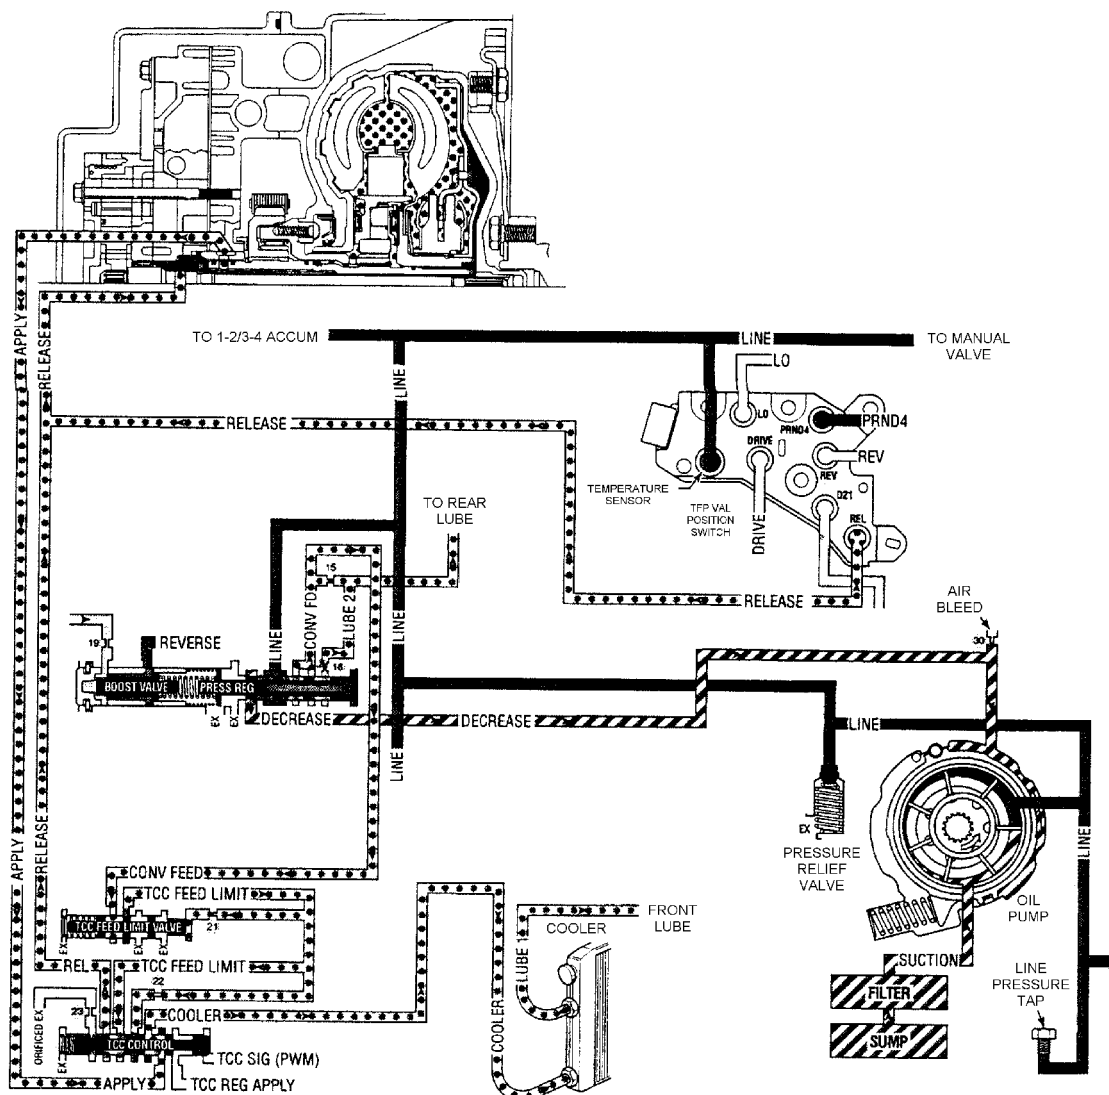 TO 1-2/3-4 ACCUM
LINE
TO MANUAL
VALVE
LO
LINE
APPLY
RELEASE
RELEASE
LO
PRND4
PRND4
DRIVE
REV
REV
D21
REL
TEMPERATURE
SENSOR
TFP VAL
POSITION
SWITCH
DRIVE
TO REAR
LUBE
15
CONV FD
LUBE 2
RELEASE
AIR
BLEED
30
19
REVERSE
LINE
LINE
16
BOOST VALVE
PRESS REG
EX
EX
DECREASE
DECREASE
LINE
LINE
EX
PRESSURE
RELIEF
VALVE
LINE
APPLY
RELEASE
CONV FEED
TCC FEED LIMIT
OIL
PUMP
TCC FEED LIMIT VALVE
21
EX
EX
EX
FRONT
LUBE
COOLER
LUBE 1
SUCTION
REL
TCC FEED LIMIT
22
LINE
PRESSURE
TAP
FILTER
ORIFICED EX
23
COOLER
COOLER
SUMP
TCC CONTROL
EX
TCC SIG (PWM)
APPLY
TCC REG APPLY